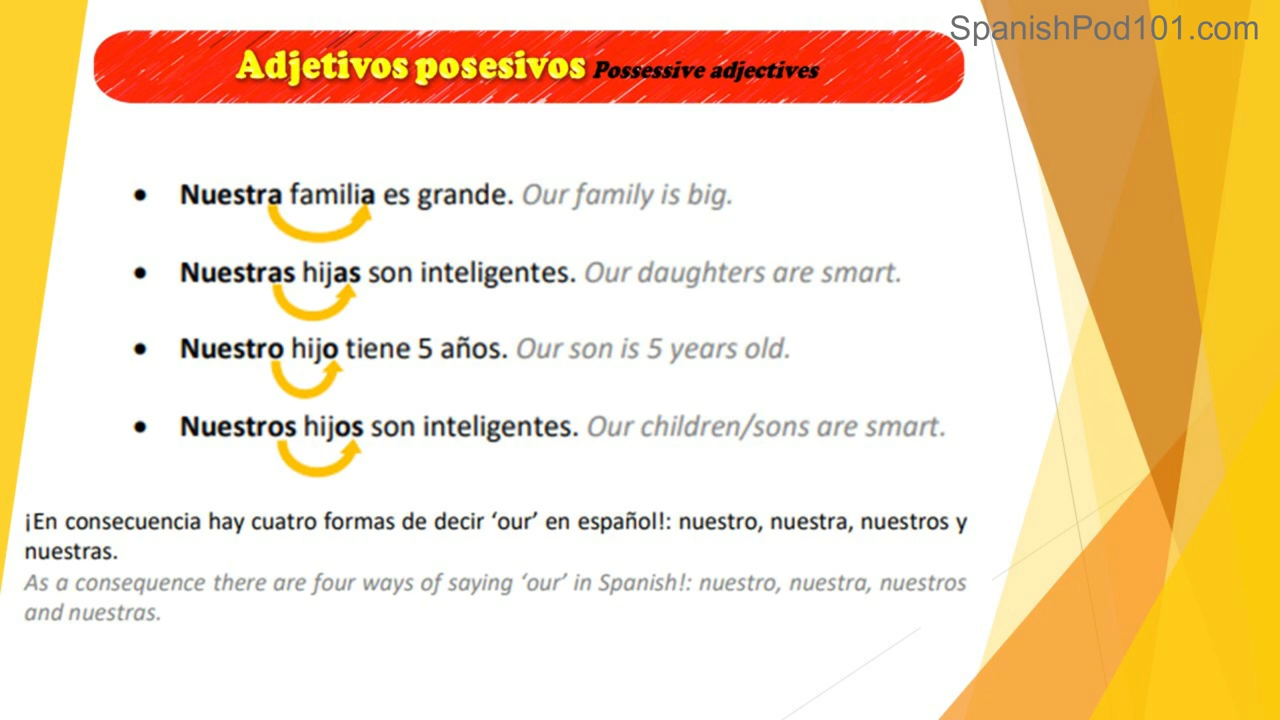 SpanishPod101.com
Adjetivos posesivos Possessive adjectives
• Nuestra familia es grande. Our family is big.
• Nuestras hijas son inteligentes. Our daughters are smart.
• Nuestro hijo tiene 5 años. Our son is 5 years old.
• Nuestros hijos son inteligentes. Our children/sons are smart.
¡En consecuencia hay cuatro formas de decir ‘our’ en español!: nuestro, nuestra, nuestros y
nuestras.
As a consequence there are four ways of saying ‘our’ in Spanish!: nuestro, nuestra, nuestros
and nuestras.